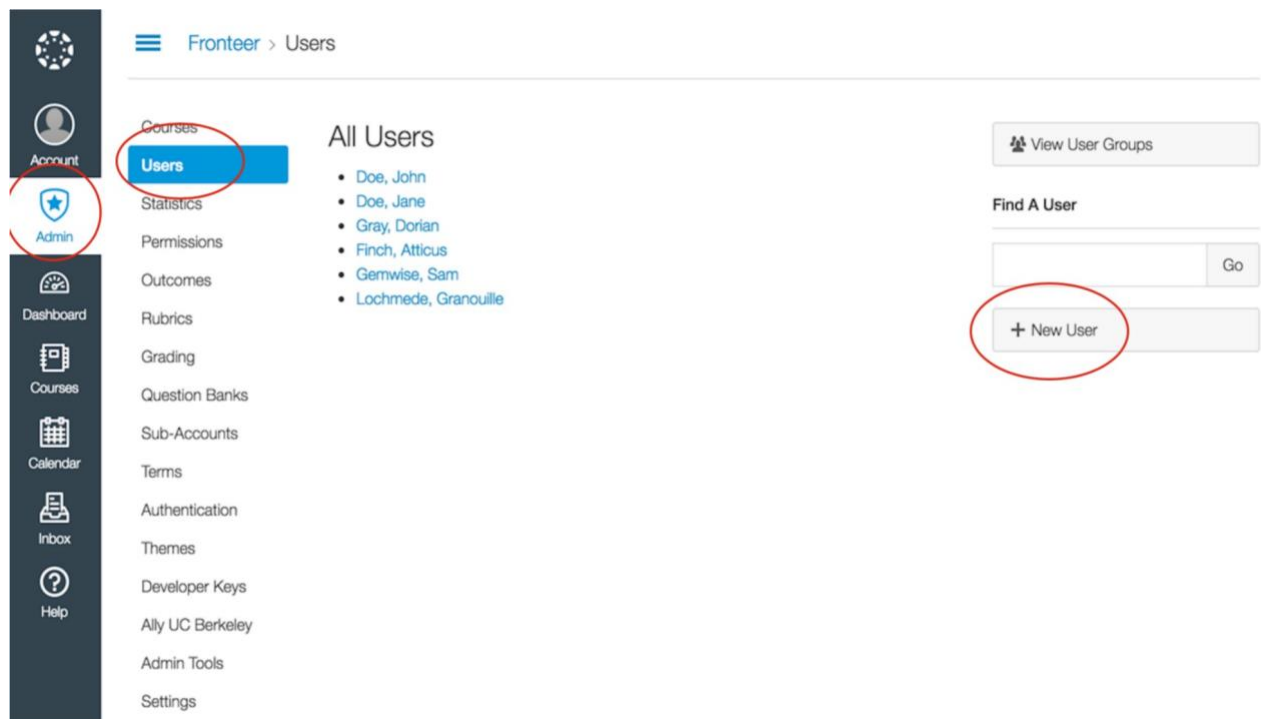 Fronteer > Users
Account
Admin
Dashboard
Courses
Calendar
Inbox
Help
Courses
Users
Statistics
Permissions
Outcomes
Rubrics
Grading
Question Banks
Sub-Accounts
Terms
Authentication
Themes
Developer Keys
Ally UC Berkeley
Admin Tools
Settings
All Users
Doe, John
Doe, Jane
Gray, Dorian
Finch, Atticus
Gemwise, Sam
Lochmede, Granouille
View User Groups
Find A User
Go
+ New User